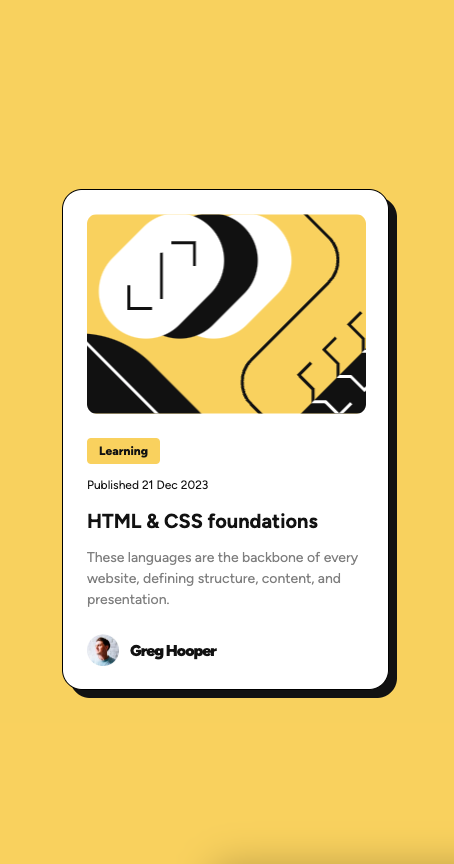 Learning
Published 21 Dec 2023
HTML & CSS foundations
These languages are the backbone of every
website, defining structure, content, and
presentation.
Greg Hooper